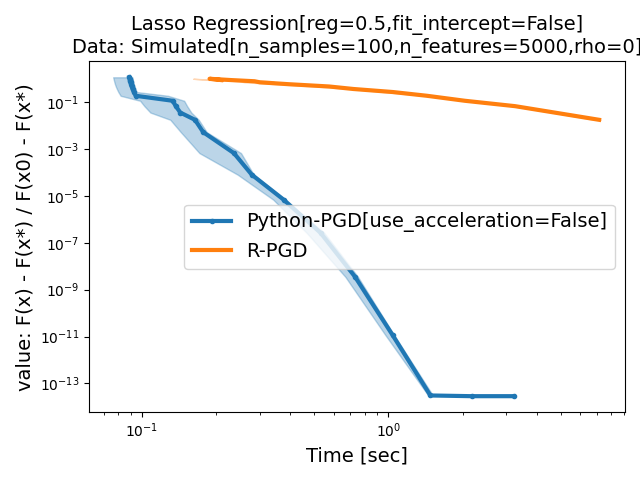 Lasso Regression[reg=0.5,fit_intercept=False]
Data: Simulated[n_samples=100,n_features=5000,rho=0]
value: F(x) - F(x*) / F(x0) - F(x*)
10⁻¹
10⁻³
10⁻⁵
10⁻⁷
10⁻⁹
10⁻¹¹
10⁻¹³
Python-PGD[use_acceleration=False]
R-PGD
10⁻¹ 10⁰
Time [sec]